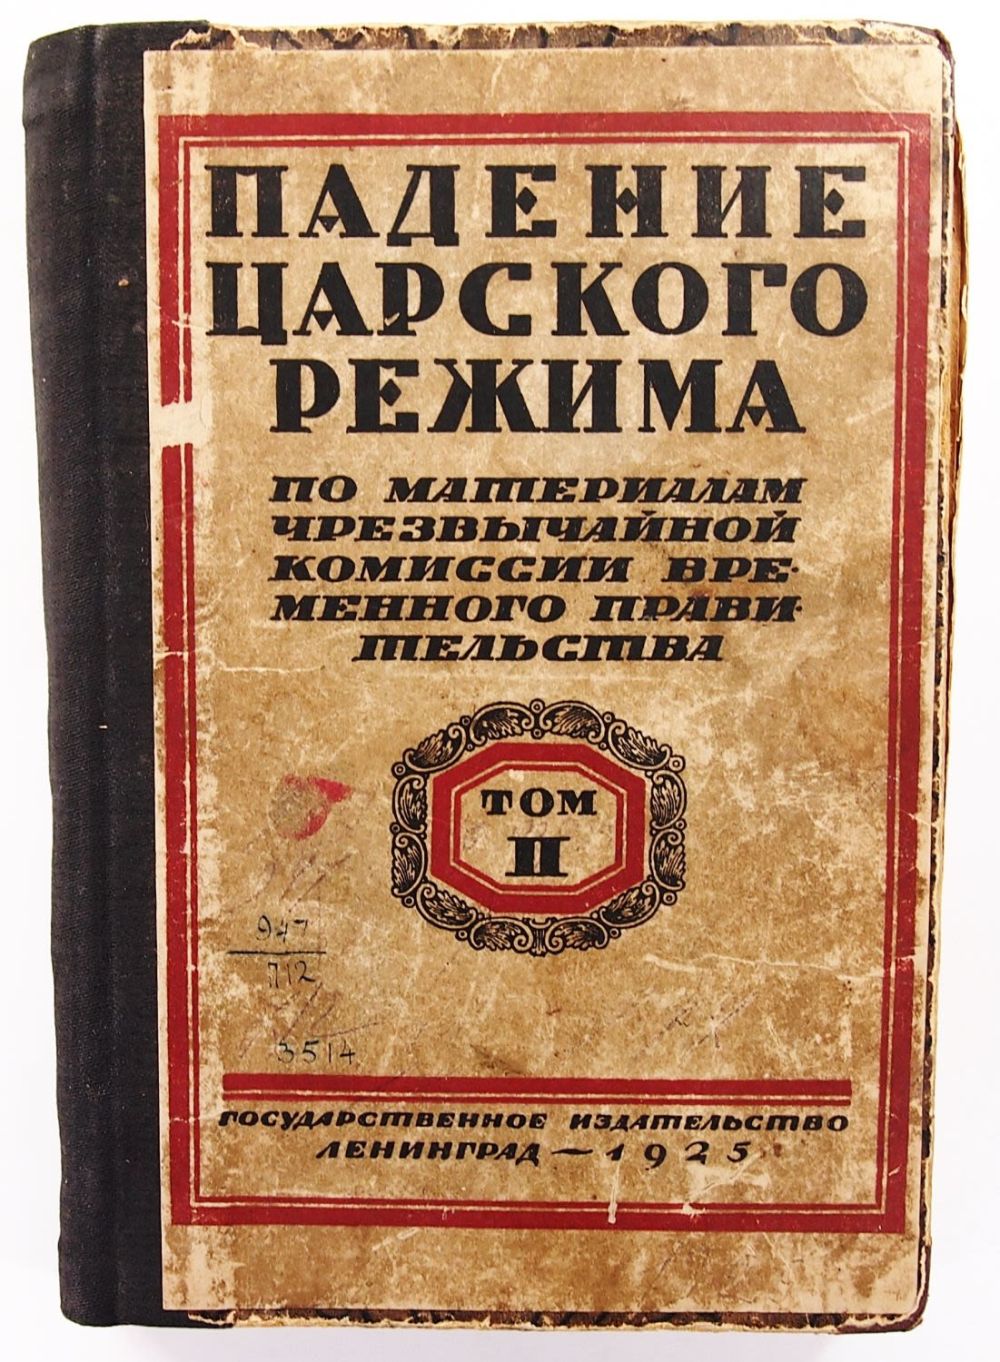 ПАДЕНИЕ
ЦАРСКОГО
РЕЖИМА
ПО МАТЕРИАЛАМ
ЧРЕЗВЫЧАЙНОЙ
КОМИССИИ ВРЕ-
МЕННОГО ПРАВИ-
ТЕЛЬСТВА
ТОМ
II
947
П12
3514
ГОСУДАРСТВЕННОЕ ИЗДАТЕЛЬСТВО
ЛЕНИНГРАД — 1925